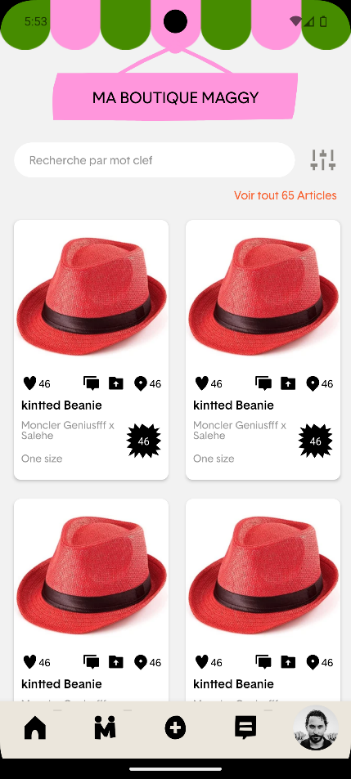 5:53
MA BOUTIQUE MAGGY
Recherche par mot clef
Voir tout 65 Articles
46 46
kintted Beanie
Moncler Geniusfff x
Salehe
46
One size
46 46
kintted Beanie
Moncler Geniusfff x
Salehe
46
One size
46 46
kintted Beanie
46 46
kintted Beanie